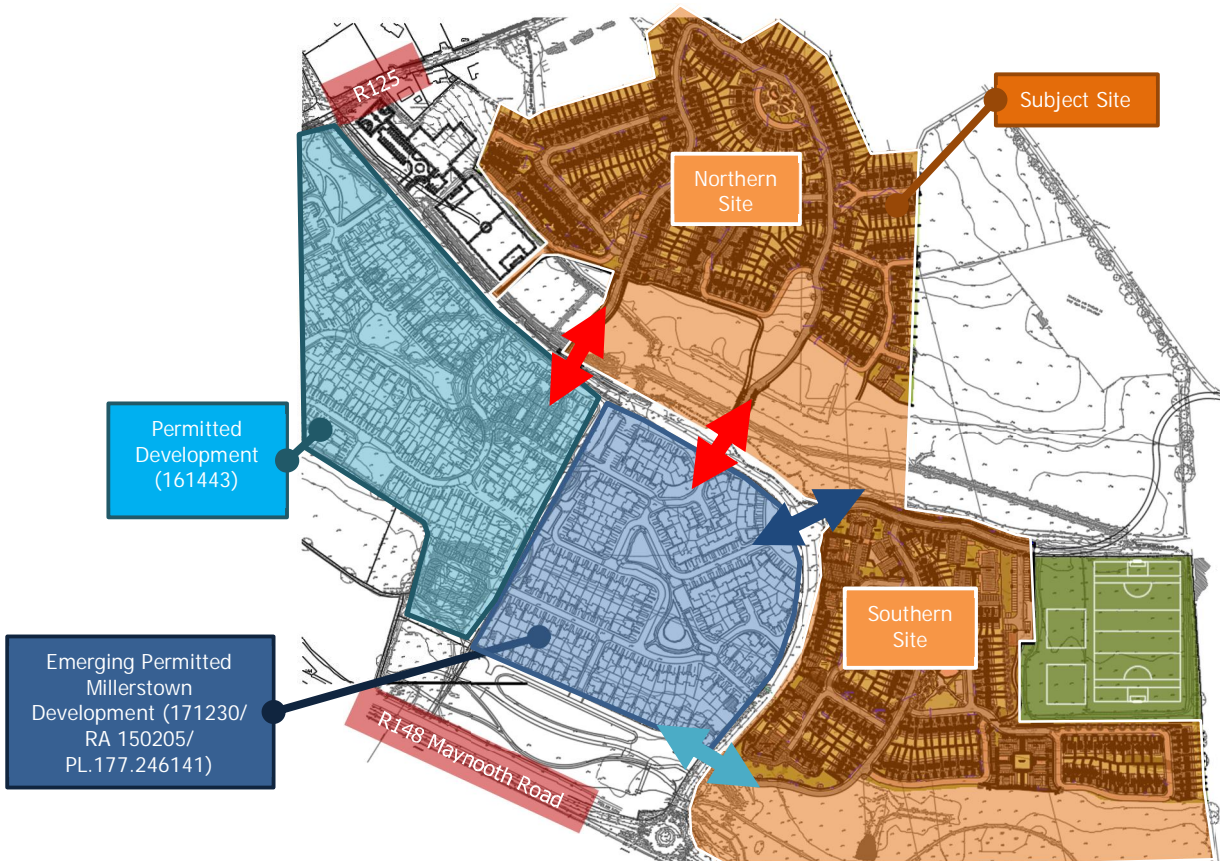 R125
Subject Site
Northern
Site
Permitted
Development
(161443)
Southern
Site
Emerging Permitted
Millerstown
Development (171230/
RA 150205/
PL.177.246141)
R148 Maynooth Road